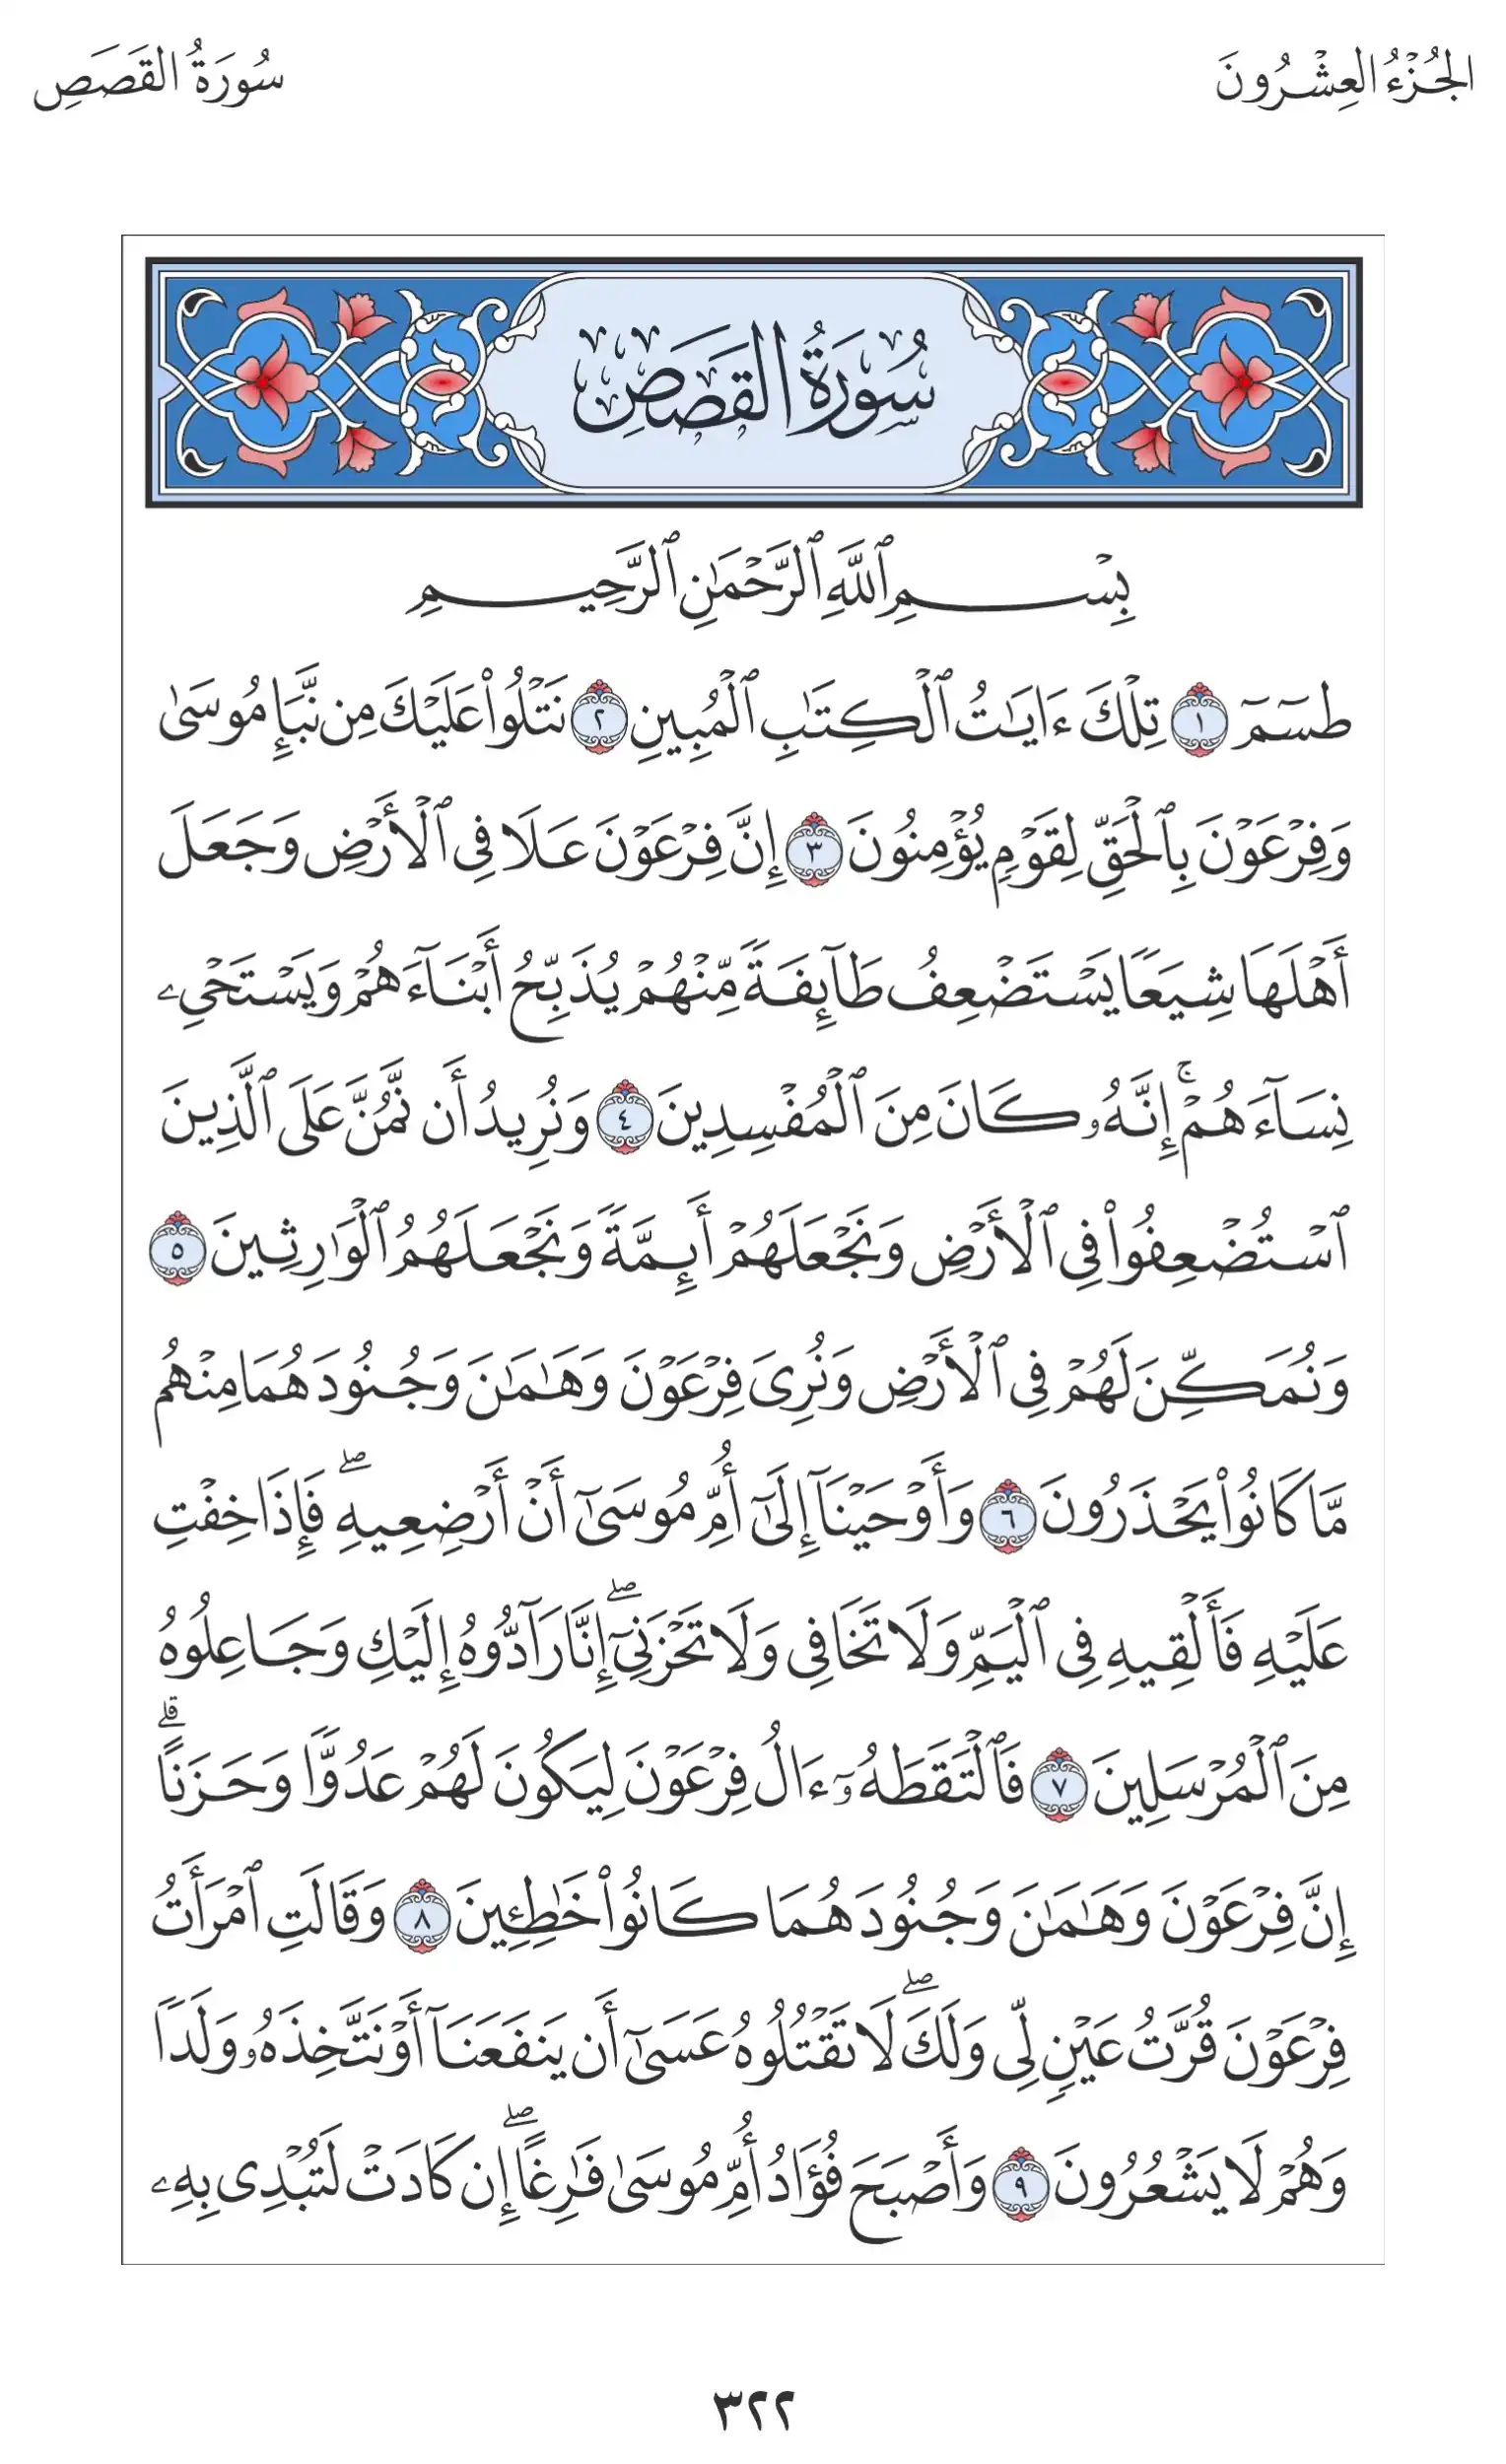 الجُزْءُ العِشْرُونَ
سُورَةُ القَصَصِ
سُورَةُ القَصَصِ
بِسْمِ ٱللَّهِ ٱلرَّحْمَٰنِ ٱلرَّحِيمِ
طسٓمٓ ١ تِلْكَ ءَايَٰتُ ٱلْكِتَٰبِ ٱلْمُبِينِ ٢ نَتْلُوا۟ عَلَيْكَ مِن نَّبَإِ مُوسَىٰ
وَفِرْعَوْنَ بِٱلْحَقِّ لِقَوْمٍ يُؤْمِنُونَ ٣ إِنَّ فِرْعَوْنَ عَلَا فِى ٱلْأَرْضِ وَجَعَلَ
أَهْلَهَا شِيَعًا يَسْتَضْعِفُ طَآئِفَةً مِّنْهُمْ يُذَبِّحُ أَبْنَآءَهُمْ وَيَسْتَحْىِۦ
نِسَآءَهُمْ ۚ إِنَّهُۥ كَانَ مِنَ ٱلْمُفْسِدِينَ ٤ وَنُرِيدُ أَن نَّمُنَّ عَلَى ٱلَّذِينَ
ٱسْتُضْعِفُوا۟ فِى ٱلْأَرْضِ وَنَجْعَلَهُمْ أَئِمَّةً وَنَجْعَلَهُمُ ٱلْوَٰرِثِينَ ٥
وَنُمَكِّنَ لَهُمْ فِى ٱلْأَرْضِ وَنُرِىَ فِرْعَوْنَ وَهَٰمَٰنَ وَجُنُودَهُمَا مِنْهُم
مَّا كَانُوا۟ يَحْذَرُونَ ٦ وَأَوْحَيْنَآ إِلَىٰٓ أُمِّ مُوسَىٰٓ أَنْ أَرْضِعِيهِ ۖ فَإِذَا خِفْتِ
عَلَيْهِ فَأَلْقِيهِ فِى ٱلْيَمِّ وَلَا تَخَافِى وَلَا تَحْزَنِىٓ ۖ إِنَّا رَآدُّوهُ إِلَيْكِ وَجَاعِلُوهُ
مِنَ ٱلْمُرْسَلِينَ ٧ فَٱلْتَقَطَهُۥٓ ءَالُ فِرْعَوْنَ لِيَكُونَ لَهُمْ عَدُوًّا وَحَزَنًا ۗ
إِنَّ فِرْعَوْنَ وَهَٰمَٰنَ وَجُنُودَهُمَا كَانُوا۟ خَٰطِـِٔينَ ٨ وَقَالَتِ ٱمْرَأَتُ
فِرْعَوْنَ قُرَّتُ عَيْنٍ لِّى وَلَكَ ۖ لَا تَقْتُلُوهُ عَسَىٰٓ أَن يَنفَعَنَآ أَوْ نَتَّخِذَهُۥ وَلَدًا
وَهُمْ لَا يَشْعُرُونَ ٩ وَأَصْبَحَ فُؤَادُ أُمِّ مُوسَىٰ فَٰرِغًا ۖ إِن كَادَتْ لَتُبْدِى بِهِۦ
٣٢٢